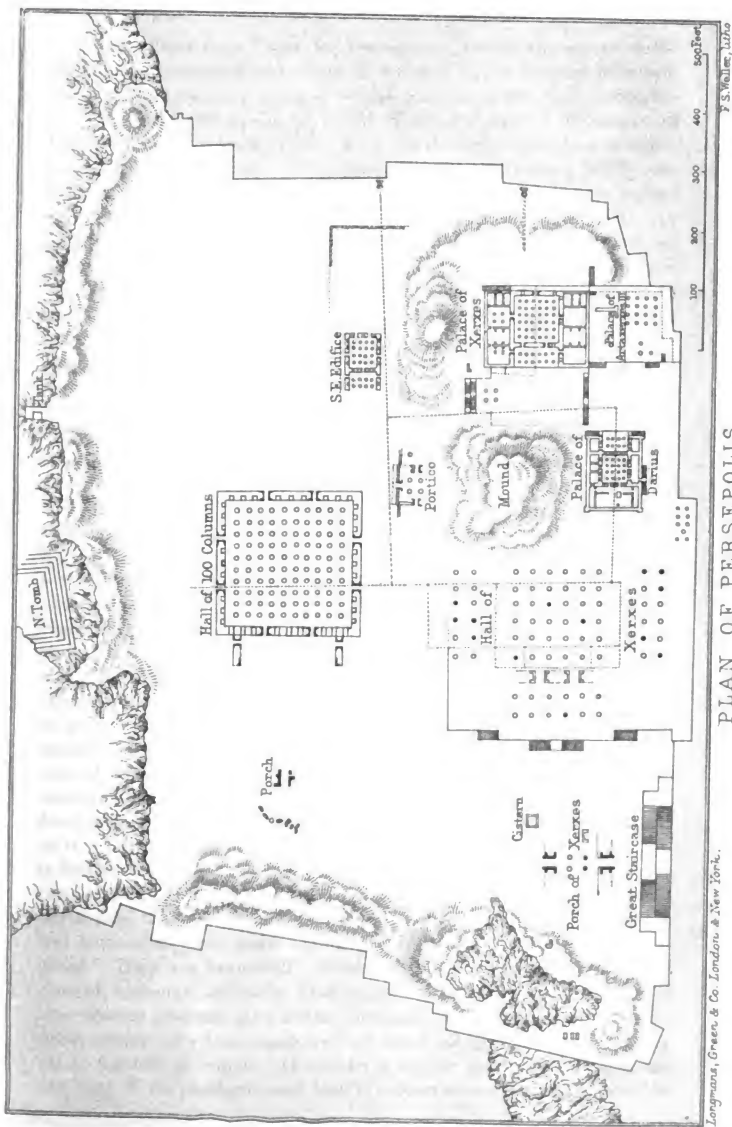 N. Tomb
Tank
Hall of 100 Columns
S.E. Edifice
Porch
Portico
Mound
Palace of
Xerxes
Palace of
Artaxerxes III
Palace of
Darius
Hall of
Xerxes
Cistern
Porch of Xerxes
Great Staircase
100 200 300 400 500 Feet
Longmans, Green & Co. London & New York.
F.S. Weller, litho
PLAN OF PERSEPOLIS